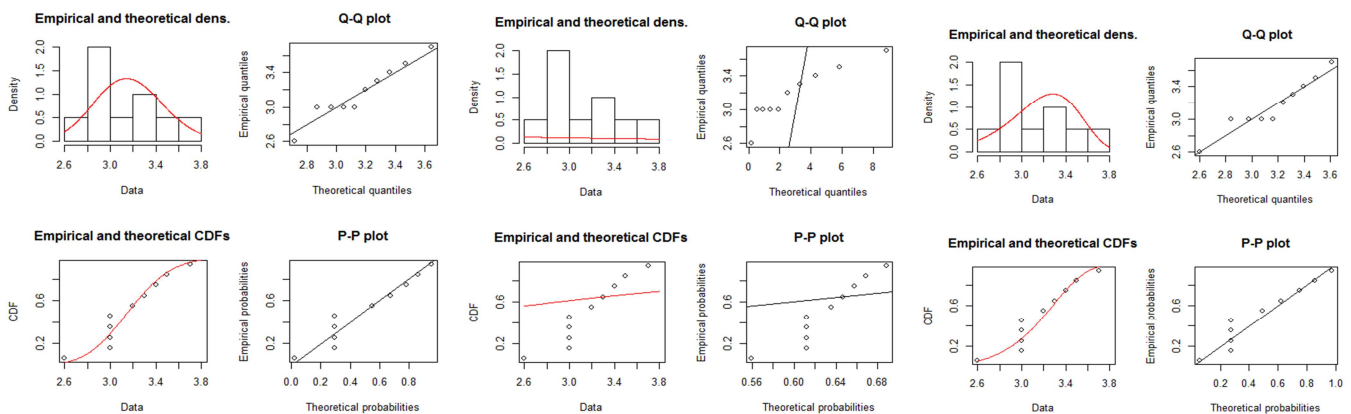 Empirical and theoretical dens.
Density
0.0 0.5 1.0 1.5 2.0
2.6 3.0 3.4 3.8
Data
Q-Q plot
Empirical quantiles
2.6 3.0 3.4
2.8 3.0 3.2 3.4 3.6
Theoretical quantiles
Empirical and theoretical dens.
Density
0.0 0.5 1.0 1.5 2.0
2.6 3.0 3.4 3.8
Data
Q-Q plot
Empirical quantiles
2.6 3.0 3.4
0 2 4 6 8
Theoretical quantiles
Empirical and theoretical dens.
Density
0.0 0.5 1.0 1.5 2.0
2.6 3.0 3.4 3.8
Data
Q-Q plot
Empirical quantiles
2.6 3.0 3.4
2.6 2.8 3.0 3.2 3.4 3.6
Theoretical quantiles
Empirical and theoretical CDFs
CDF
0.2 0.6
2.6 3.0 3.4 3.8
Data
P-P plot
Empirical probabilities
0.2 0.6
0.0 0.2 0.4 0.6 0.8
Theoretical probabilities
Empirical and theoretical CDFs
CDF
0.2 0.6
2.6 3.0 3.4 3.8
Data
P-P plot
Empirical probabilities
0.2 0.6
0.56 0.60 0.64 0.68
Theoretical probabilities
Empirical and theoretical CDFs
CDF
0.2 0.6
2.6 3.0 3.4 3.8
Data
P-P plot
Empirical probabilities
0.2 0.6
0.2 0.4 0.6 0.8 1.0
Theoretical probabilities